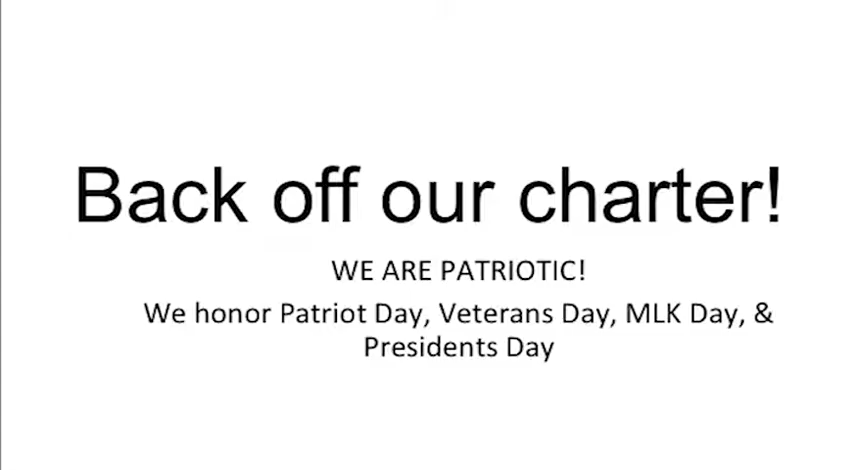 Back off our charter!
WE ARE PATRIOTIC!
We honor Patriot Day, Veterans Day, MLK Day, &
Presidents Day